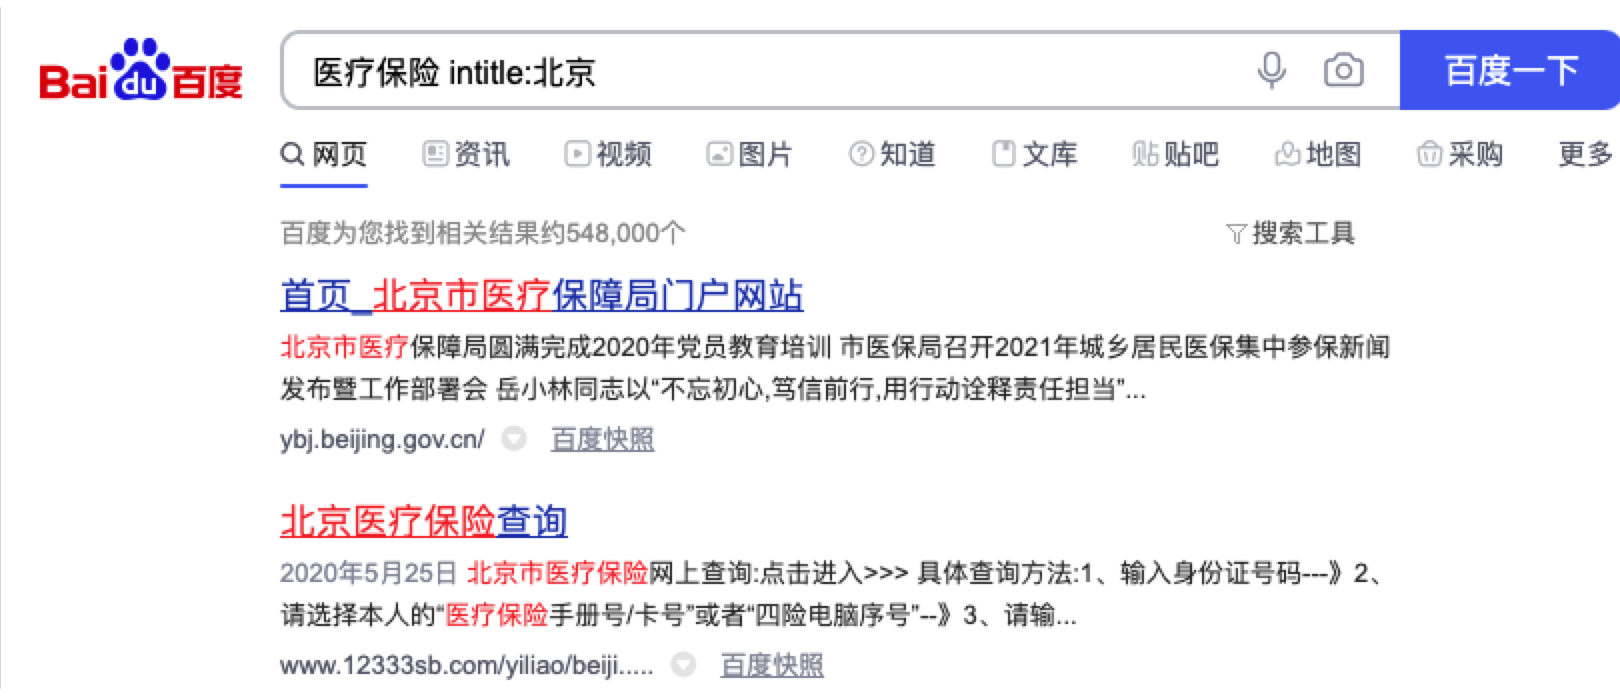 Bai du 百度
医疗保险 intitle:北京
百度一下
网页 资讯 视频 图片 知道 文库 贴吧 地图 采购 更多
百度为您找到相关结果约548,000个 搜索工具
首页_北京市医疗保障局门户网站
北京市医疗保障局圆满完成2020年党员教育培训 市医保局召开2021年城乡居民医保集中参保新闻
发布暨工作部署会 岳小林同志以“不忘初心,笃信前行,用行动诠释责任担当”...
ybj.beijing.gov.cn/ 百度快照
北京医疗保险查询
2020年5月25日 北京市医疗保险网上查询:点击进入>>> 具体查询方法:1、输入身份证号码---》2、
请选择本人的“医疗保险手册号/卡号”或者“四险电脑序号”--》3、请输...
www.12333sb.com/yiliao/beiji..... 百度快照